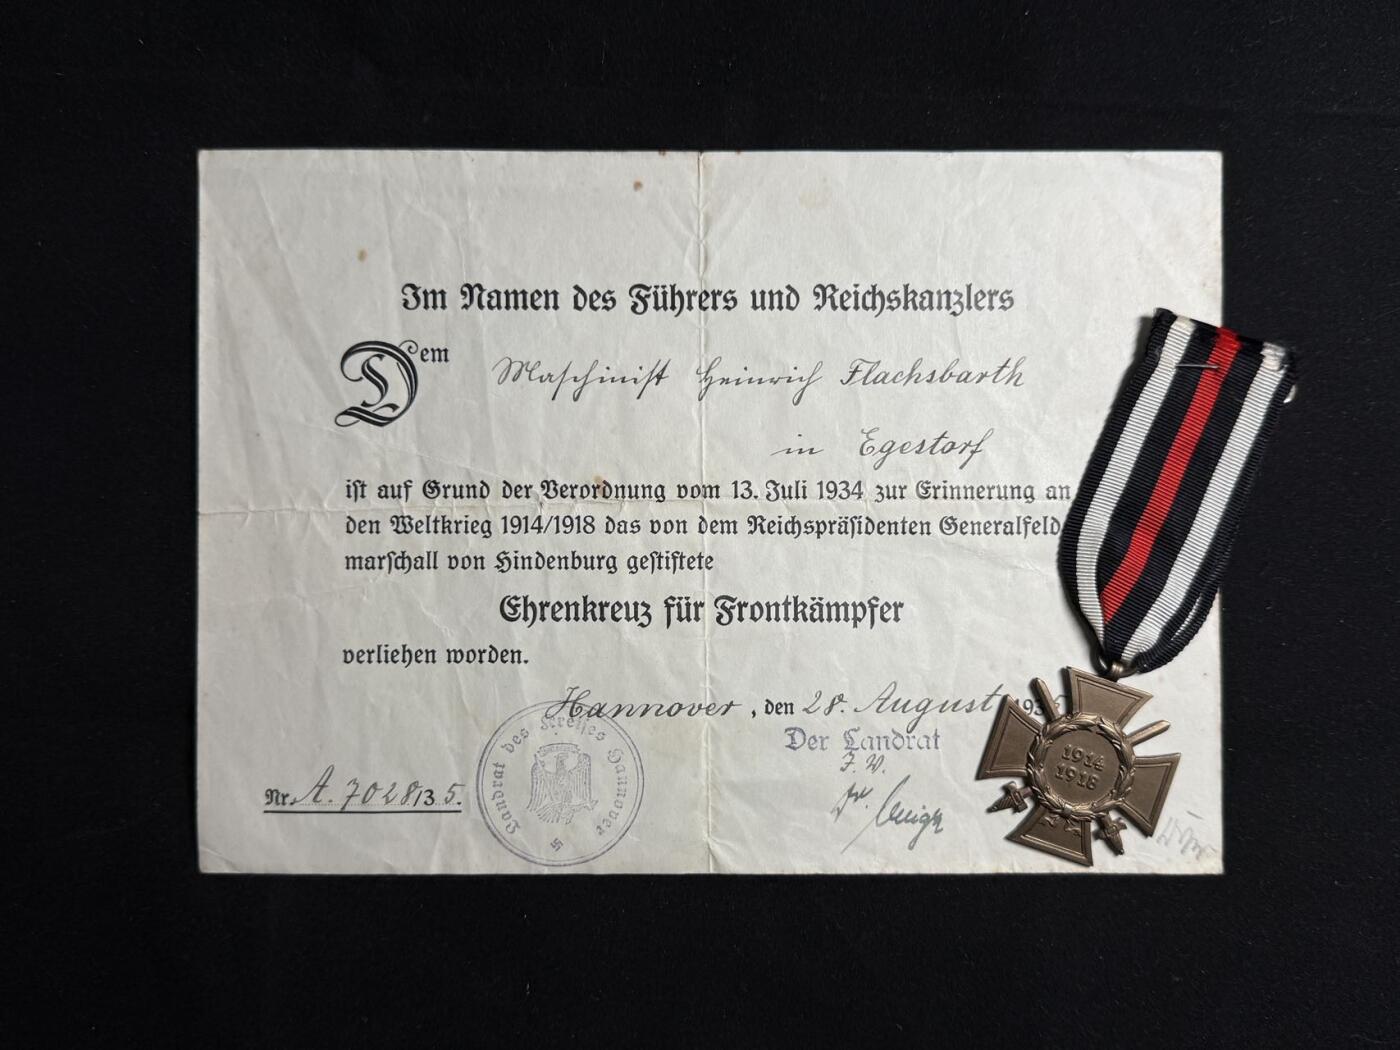 Im Namen des Führers und Reichskanzlers
Dem Maschinist Heinrich Flachsbarth
in Egestorf
ist auf Grund der Verordnung vom 13. Juli 1934 zur Erinnerung an
den Weltkrieg 1914/1918 das von dem Reichspräsidenten Generalfeld
marschall von Hindenburg gestiftete
Ehrenkreuz für Frontkämpfer
verliehen worden.
Hannover, den 28. August 193
Der Landrat
J. V.
Nr. A. 7028/35.
Landrat des Kreises Hannover
1914
1918